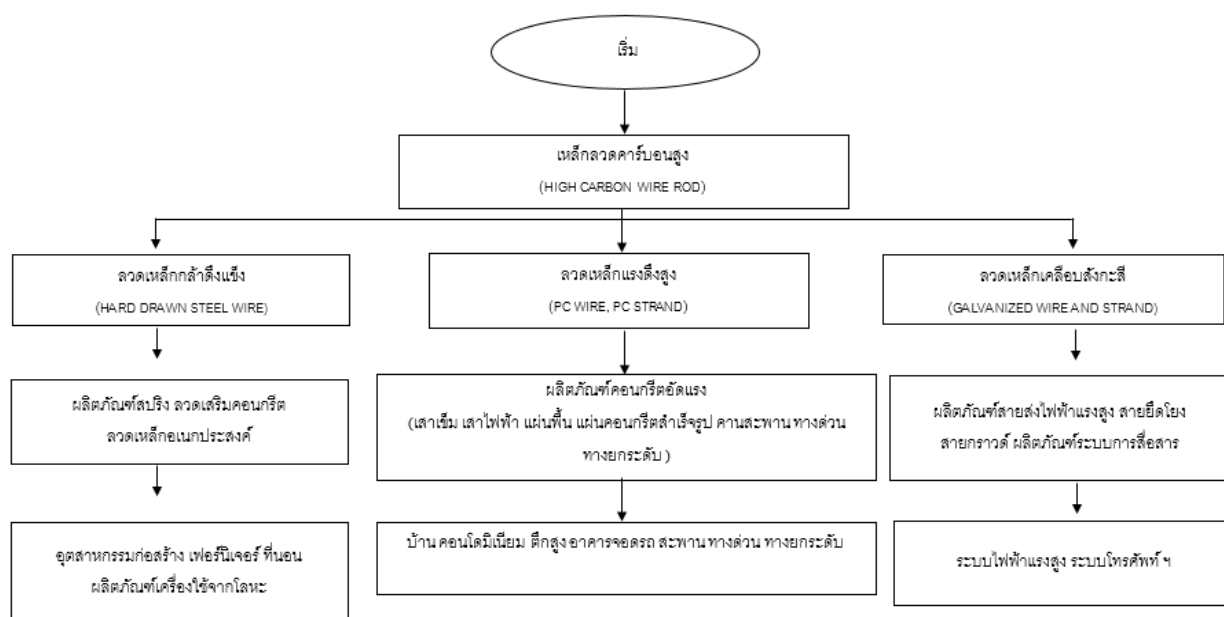 เริ่ม
เหล็กลวดคาร์บอนสูง
(HIGH CARBON WIRE ROD)
ลวดเหล็กกล้าดึงแข็ง
(HARD DRAWN STEEL WIRE)
ลวดเหล็กแรงดึงสูง
(PC WIRE, PC STRAND)
ลวดเหล็กเคลือบสังกะสี
(GALVANIZED WIRE AND STRAND)
ผลิตภัณฑ์สปริง ลวดเสริมคอนกรีต
ลวดเหล็กอเนกประสงค์
ผลิตภัณฑ์คอนกรีตอัดแรง
(เสาเข็ม เสาไฟฟ้า แผ่นพื้น แผ่นคอนกรีตสำเร็จรูป คานสะพาน ทางด่วน
ทางยกระดับ )
ผลิตภัณฑ์สายส่งไฟฟ้าแรงสูง สายยึดโยง
สายกราวด์ ผลิตภัณฑ์ระบบการสื่อสาร
อุตสาหกรรมก่อสร้าง เฟอร์นิเจอร์ ที่นอน
ผลิตภัณฑ์เครื่องใช้จากโลหะ
บ้าน คอนโดมิเนียม ตึกสูง อาคารจอดรถ สะพาน ทางด่วน ทางยกระดับ
ระบบไฟฟ้าแรงสูง ระบบโทรศัพท์ ฯ